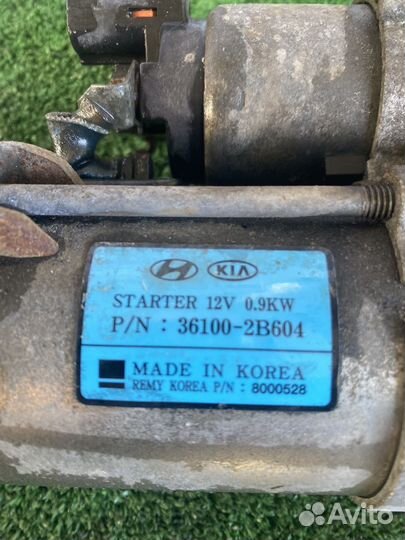 KIA
STARTER 12V 0.9KW
P/N : 36100-2B604
MADE IN KOREA
REMY KOREA P/N : 8000528
Avito